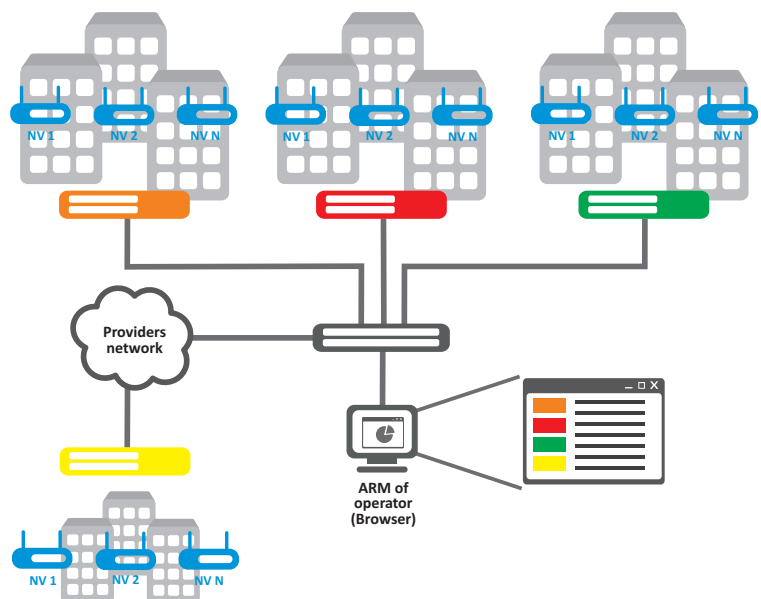 NV 1 NV 2 NV N
NV 1 NV 2 NV N
NV 1 NV 2 NV N
Providers
network
X
ARM of
operator
(Browser)
NV 1 NV 2 NV N